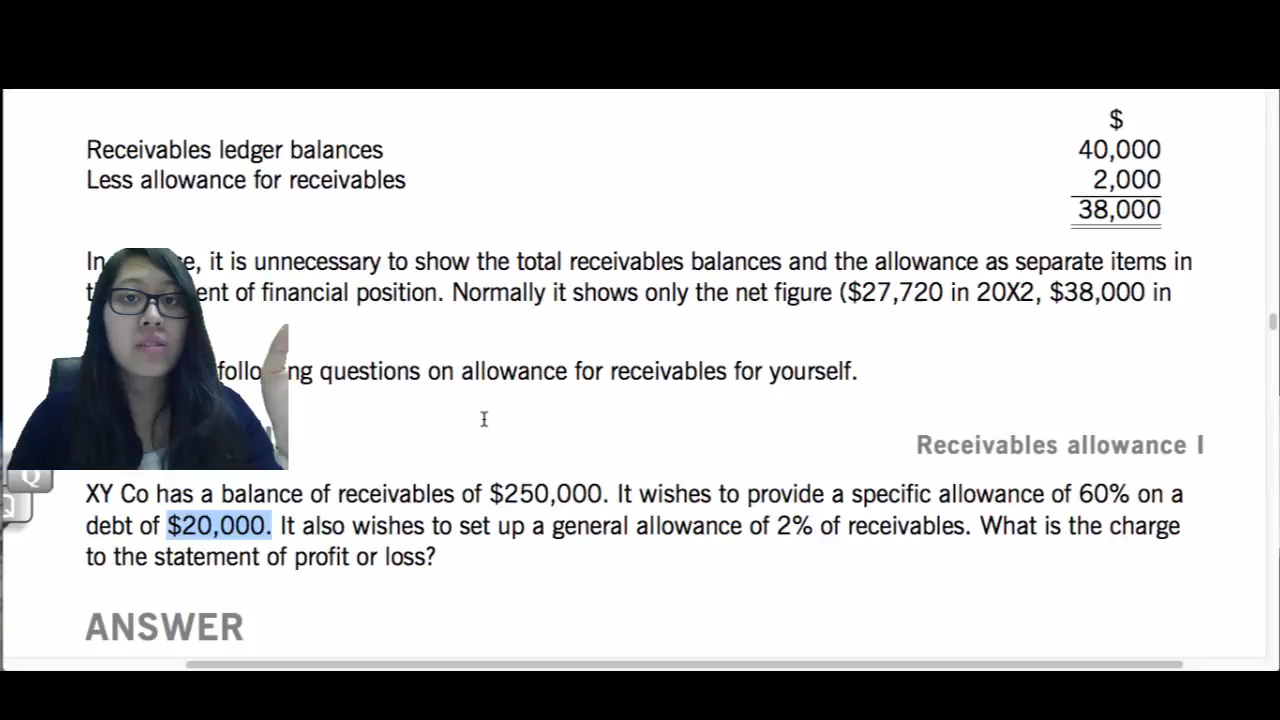 $
Receivables ledger balances 40,000
Less allowance for receivables 2,000
38,000
In it is unnecessary to show the total receivables balances and the allowance as separate items in
of financial position. Normally it shows only the net figure ($27,720 in 20X2, $38,000 in
questions on allowance for receivables for yourself.
Receivables allowance I
Q
XY Co has a balance of receivables of $250,000. It wishes to provide a specific allowance of 60% on a
debt of $20,000. It also wishes to set up a general allowance of 2% of receivables. What is the charge
to the statement of profit or loss?
ANSWER